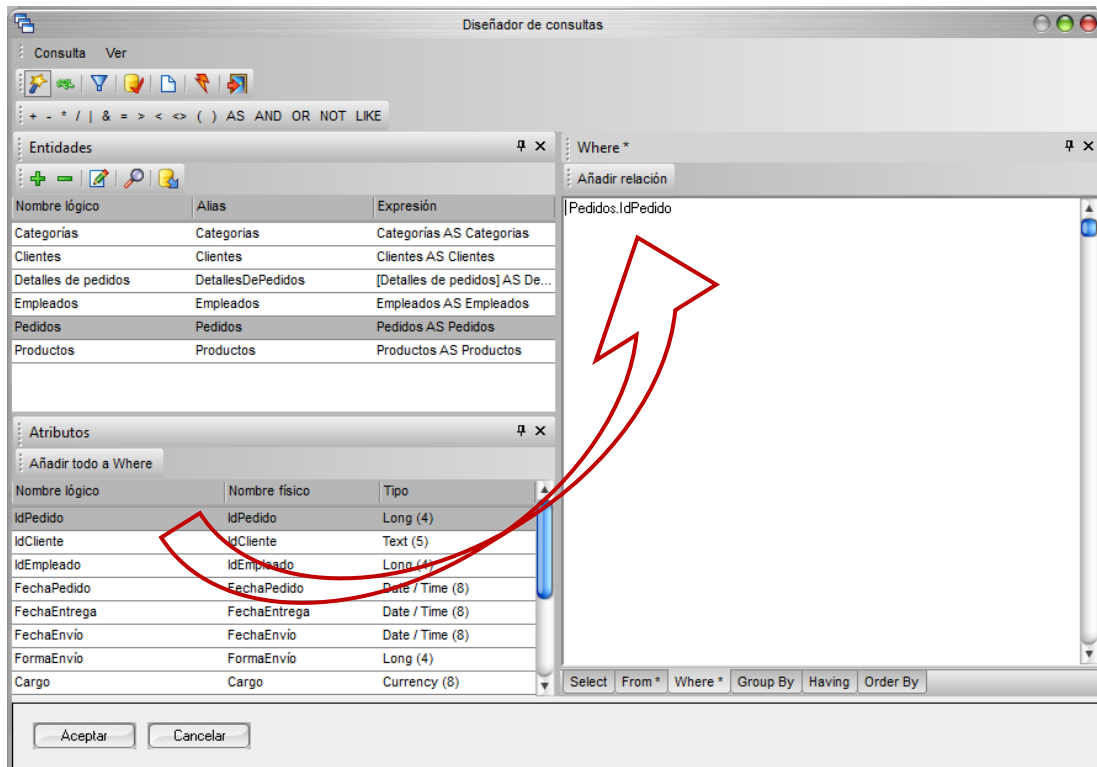 Diseñador de consultas
Consulta Ver
sql
+ - * / | & = > < <> ( ) AS AND OR NOT LIKE
Entidades
Nombre lógico Alias Expresión
Categorías Categorias Categorías AS Categorias
Clientes Clientes Clientes AS Clientes
Detalles de pedidos DetallesDePedidos [Detalles de pedidos] AS De...
Empleados Empleados Empleados AS Empleados
Pedidos Pedidos Pedidos AS Pedidos
Productos Productos Productos AS Productos
Atributos
Añadir todo a Where
Nombre lógico Nombre físico Tipo
IdPedido IdPedido Long (4)
IdCliente IdCliente Text (5)
IdEmpleado IdEmpleado Long (4)
FechaPedido FechaPedido Date / Time (8)
FechaEntrega FechaEntrega Date / Time (8)
FechaEnvío FechaEnvío Date / Time (8)
FormaEnvío FormaEnvío Long (4)
Cargo Cargo Currency (8)
Where *
Añadir relación
Pedidos.IdPedido
Select From * Where * Group By Having Order By
Aceptar Cancelar